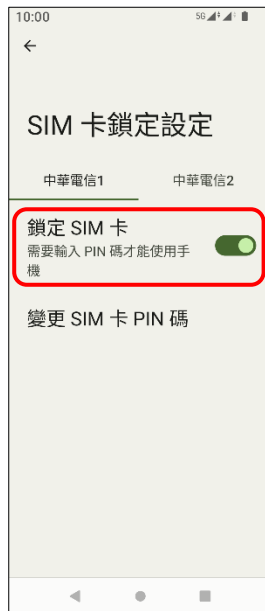 10:00 5G
SIM 卡鎖定設定
中華電信1 中華電信2
鎖定 SIM 卡
需要輸入 PIN 碼才能使用手
機
變更 SIM 卡 PIN 碼